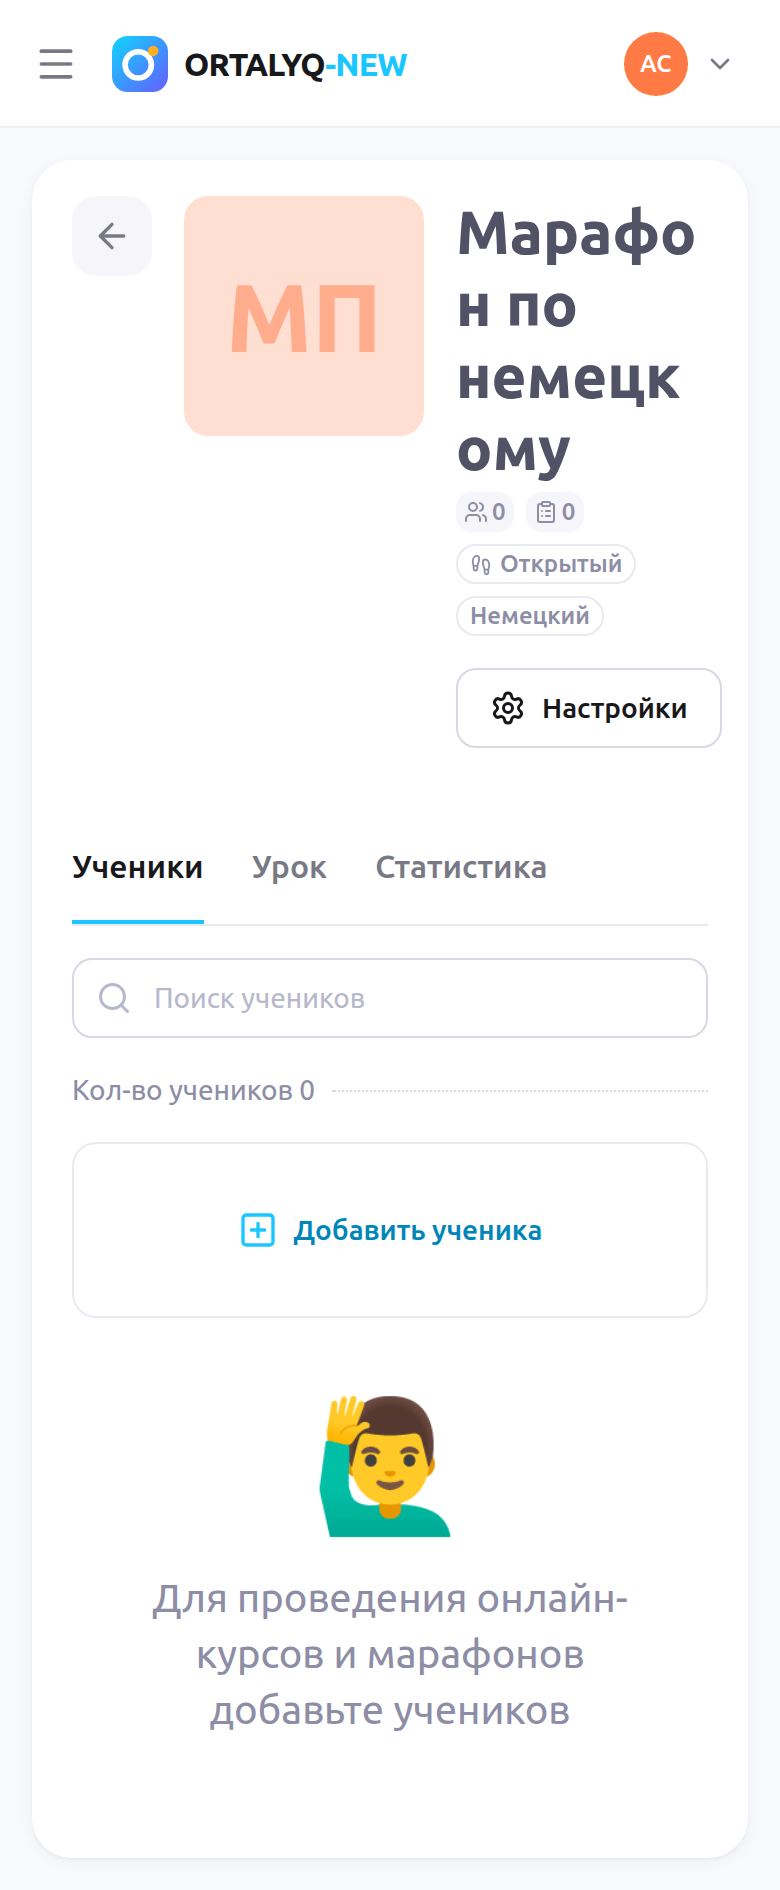 ORTALYQ-NEW
AC
МП
Марафо
н по
немецк
ому
0 0
Открытый
Немецкий
Настройки
Ученики Урок Статистика
Поиск учеников
Кол-во учеников 0
Добавить ученика
Для проведения онлайн-
курсов и марафонов
добавьте учеников